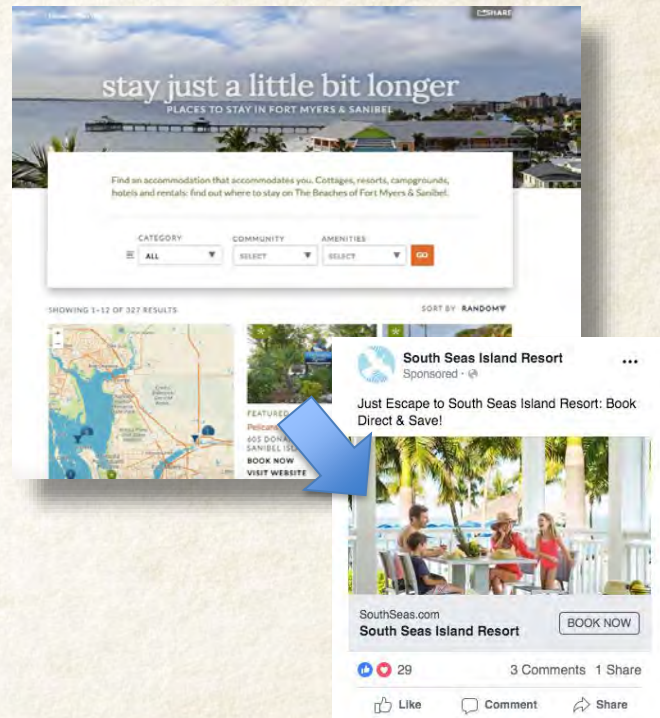 SHARE
stay just a little bit longer
PLACES TO STAY IN FORT MYERS & SANIBEL
Find an accommodation that accommodates you. Cottages, resorts, campgrounds,
hotels and rentals: find out where to stay on The Beaches of Fort Myers & Sanibel.
CATEGORY COMMUNITY AMENITIES
ALL SELECT SELECT GO
SHOWING 1-12 OF 327 RESULTS SORT BY RANDOM
FEATURED
BOOK NOW
VISIT WEBSITE
South Seas Island Resort
Sponsored
Just Escape to South Seas Island Resort: Book
Direct & Save!
SouthSeas.com
South Seas Island Resort
BOOK NOW
29 3 Comments 1 Share
Like Comment Share